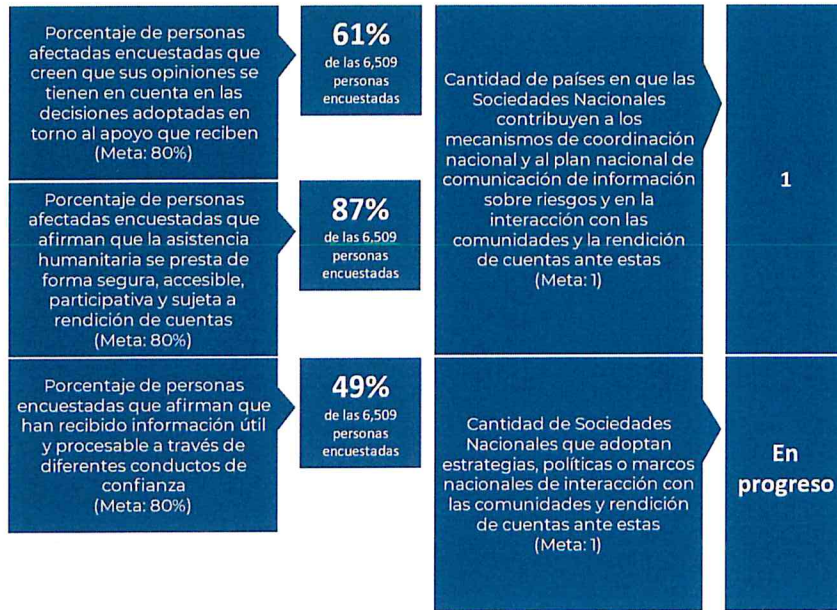 Porcentaje de personas
afectadas encuestadas que
creen que sus opiniones se
tienen en cuenta en las
decisiones adoptadas en
torno al apoyo que reciben
(Meta: 80%)
61%
de las 6,509
personas
encuestadas
Porcentaje de personas
afectadas encuestadas que
afirman que la asistencia
humanitaria se presta de
forma segura, accesible,
participativa y sujeta a
rendición de cuentas
(Meta: 80%)
87%
de las 6,509
personas
encuestadas
Porcentaje de personas
encuestadas que afirman que
han recibido información útil
y procesable a través de
diferentes conductos de
confianza
(Meta: 80%)
49%
de las 6,509
personas
encuestadas
Cantidad de países en que las
Sociedades Nacionales
contribuyen a los
mecanismos de coordinación
nacional y al plan nacional de
comunicación de información
sobre riesgos y en la
interacción con las
comunidades y la rendición
de cuentas ante estas
(Meta: 1)
1
Cantidad de Sociedades
Nacionales que adoptan
estrategias, políticas o marcos
nacionales de interacción con
las comunidades y rendición
de cuentas ante estas
(Meta: 1)
En
progreso